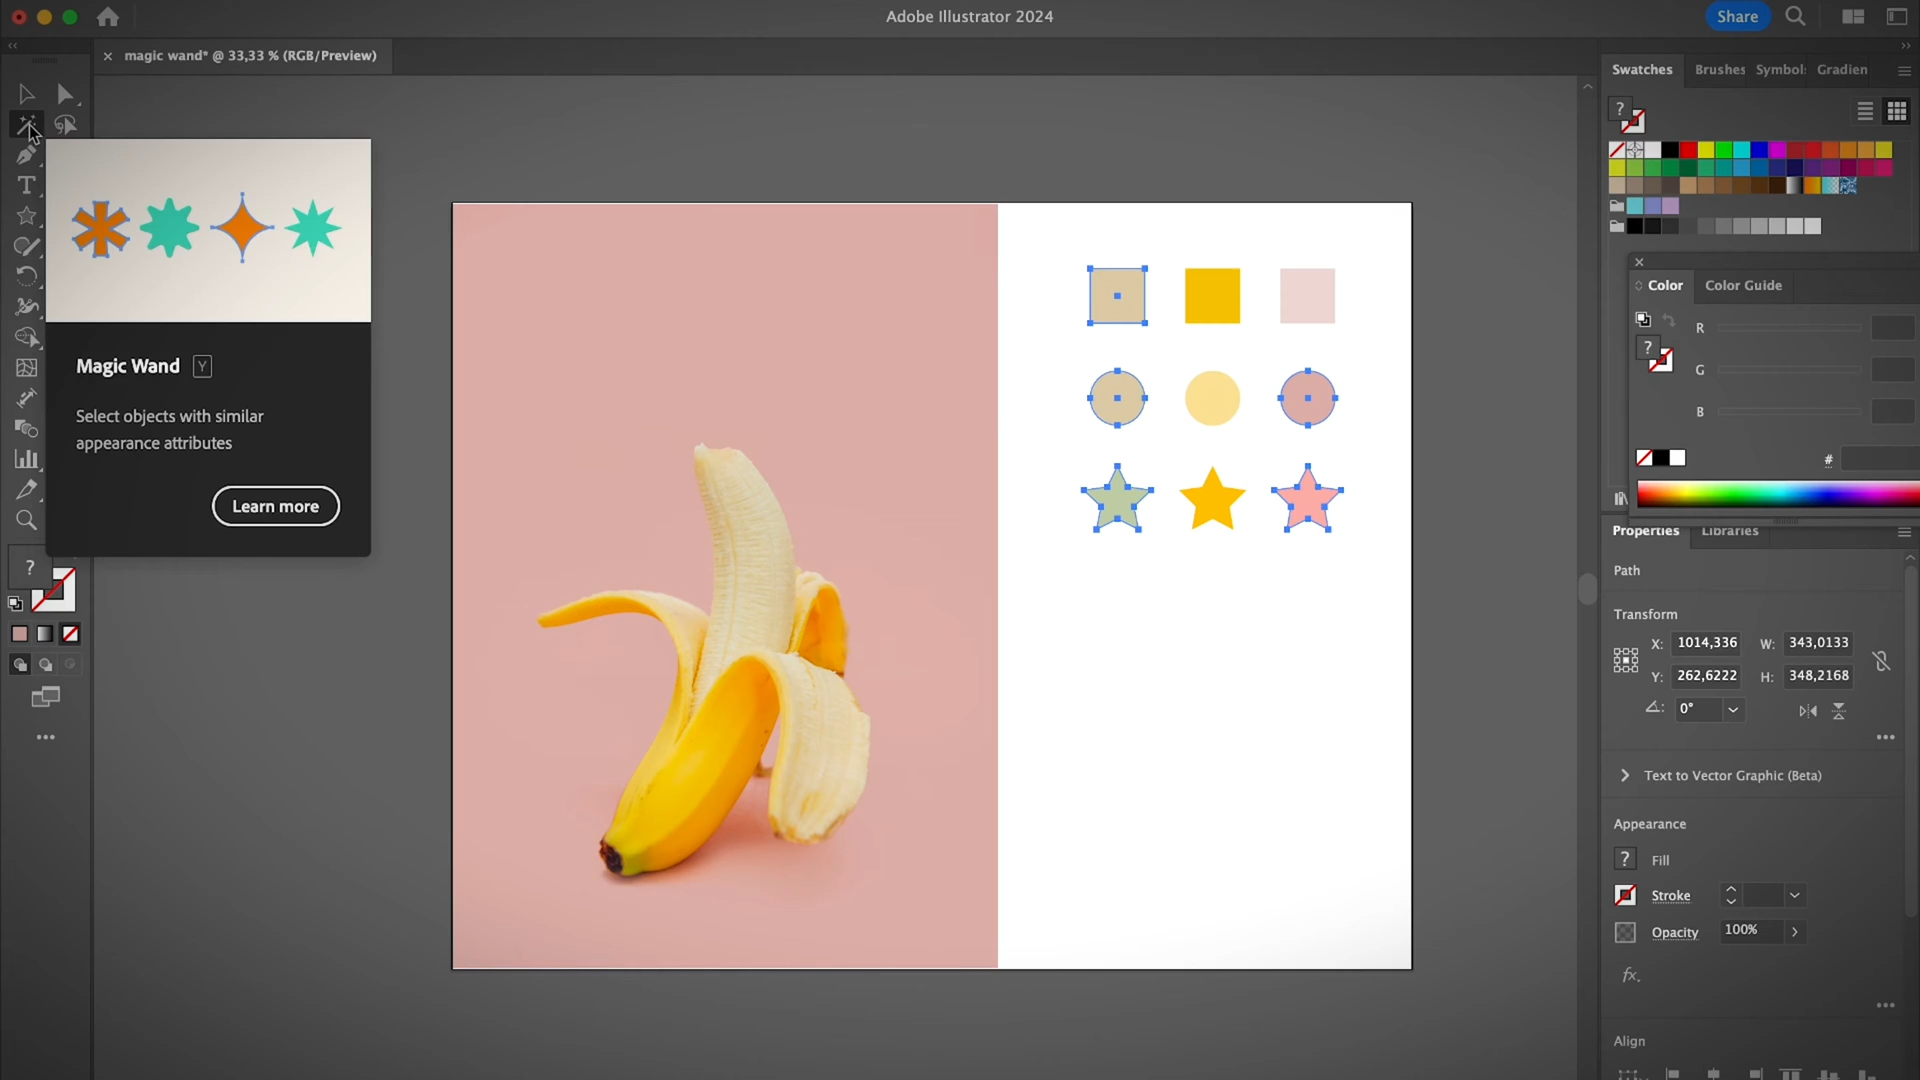 Adobe Illustrator 2024
Share
magic wand* @ 33,33 % (RGB/Preview)
Magic Wand Y
Select objects with similar
appearance attributes
Learn more
?
Swatches Brushes Symbol: Gradien
?
Color Color Guide
?
R
G
B
#
Properties Libraries
Path
Transform
X: 1014,336 W: 343,0133
Y: 262,6222 H: 348,2168
0°
Text to Vector Graphic (Beta)
Appearance
? Fill
Stroke
Opacity 100%
fx.
Align